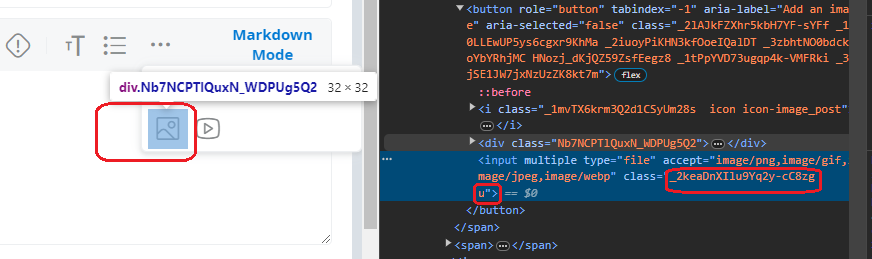 Markdown
Mode
TT
div.Nb7NCPTlQuxN_WDPUg5Q2 32 × 32
<button role="button" tabindex="-1" aria-label="Add an ima
e" aria-selected="false" class="_2lAJkFZXhr5kbH7YF-sYFf _1
0LLEwUP5ys6cgxr9KhMa _2iuoyPiKHN3kfOoeIQalDT _3zbhtNO0bdck
oYbYRhjMC HNozj_dKjQZ59ZsfEegz8 _1tPpYVD73ugqp4k-VMFRki _3
jSE1JW7jxNzUzZK8kt7m"> flex
::before
<i class="_1mvTX6krm3Q2d1CSyUm28s icon icon-image_post"
</i>
<div class="Nb7NCPTlQuxN_WDPUg5Q2"> </div>
<input multiple type="file" accept="image/png,image/gif,
mage/jpeg,image/webp" class="_2keaDnXIlu9Yq2y-cC8zg
u"> == $0
</button>
</span>
<span> </span>